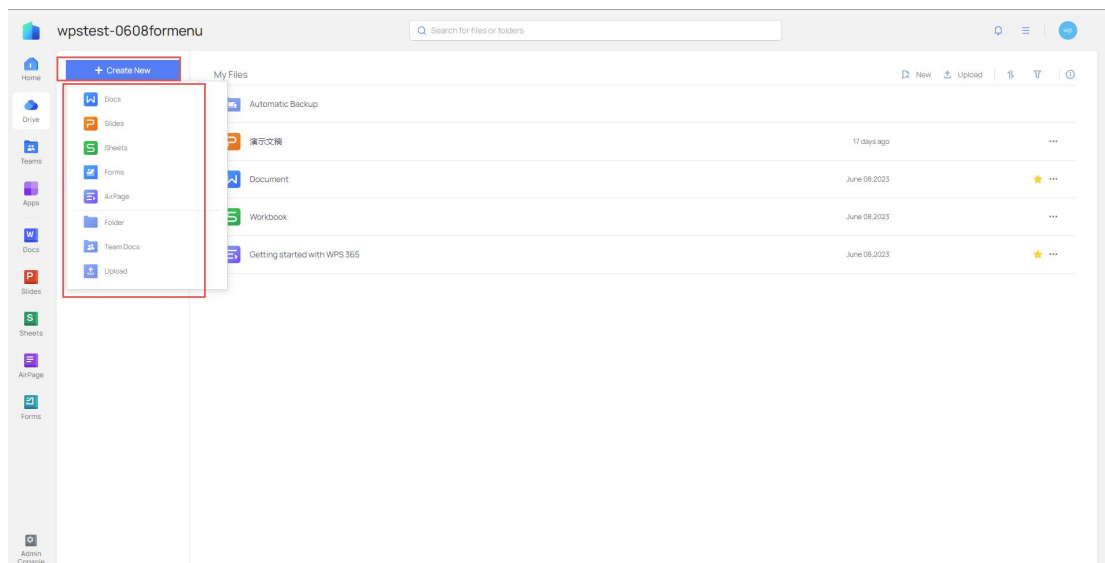 wpstest-0608formenu
Search for files or folders
wp
Home
Drive
Teams
Apps
Docs
Slides
Sheets
AirPage
Forms
Admin
Console
+ Create New
Docs
Slides
Sheets
Forms
AirPage
Folder
Team Docs
Upload
My Files
New
Upload
Automatic Backup
演示文稿
17 days ago
Document
June 08,2023
Workbook
June 08,2023
Getting started with WPS 365
June 08,2023